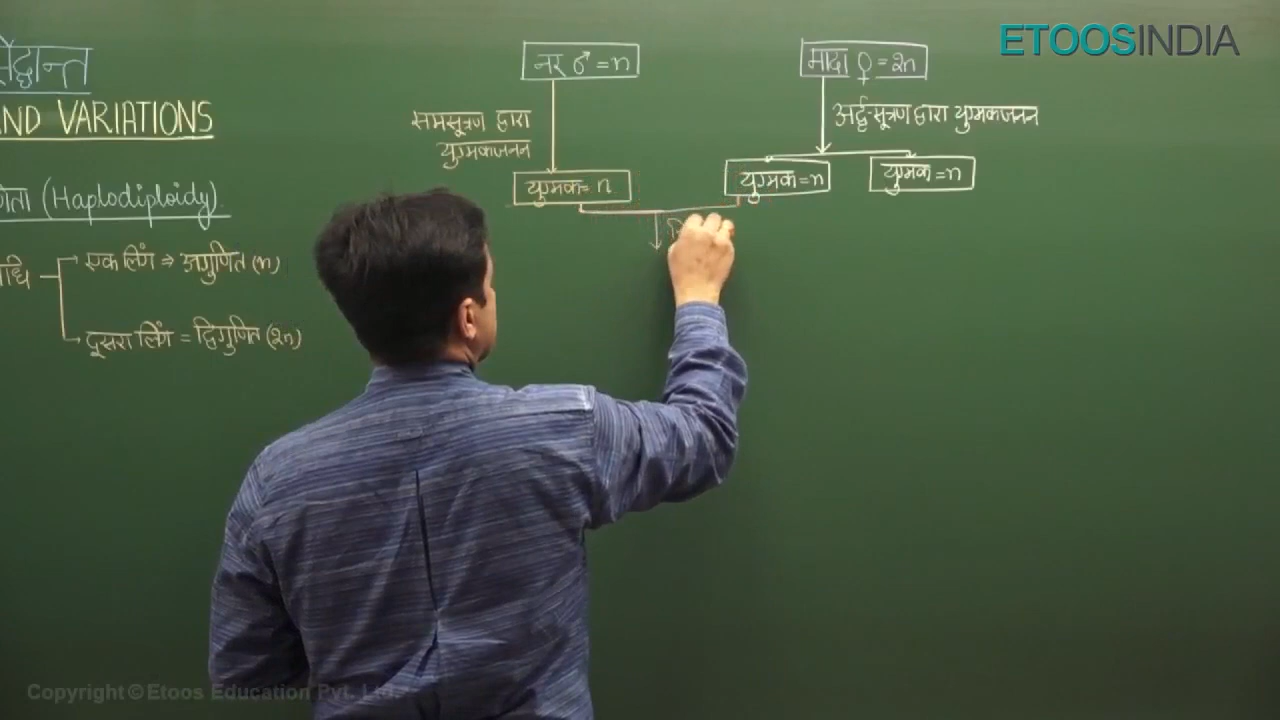 ETOOSINDIA
सिद्धान्त
AND VARIATIONS
(Haplodiploidy)
एक लिंग ⇒ अगुणित (n)
दूसरा लिंग = द्विगुणित (2n)
नर ♂ = n
समसूत्रण द्वारा
युग्मकजनन
युग्मक = n
मादा ♀ = 2n
अर्द्ध-सूत्रण द्वारा युग्मकजनन
युग्मक = n
युग्मक = n
Copyright © Etoos Education Pvt. Ltd.